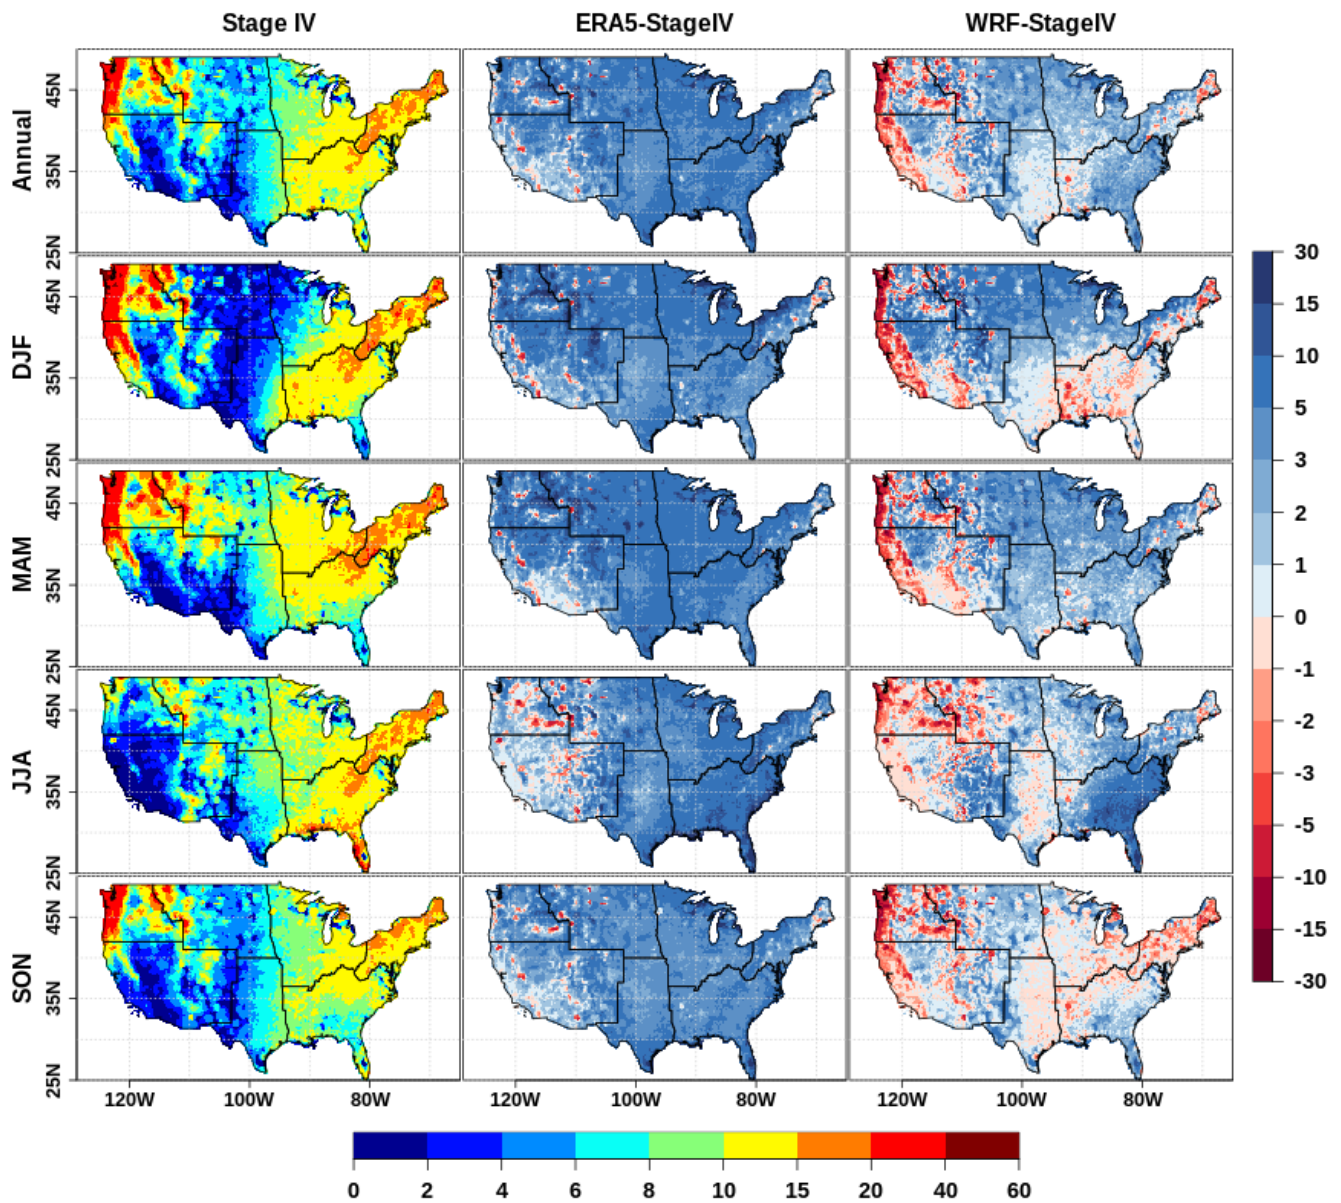 Stage IV ERA5-StageIV WRF-StageIV
Annual
45N
35N
25N
DJF
45N
35N
25N
MAM
45N
35N
25N
JJA
45N
35N
25N
SON
45N
35N
25N
120W 100W 80W 120W 100W 80W 120W 100W 80W
30
15
10
5
3
2
1
0
-1
-2
-3
-5
-10
-15
-30
0 2 4 6 8 10 15 20 40 60